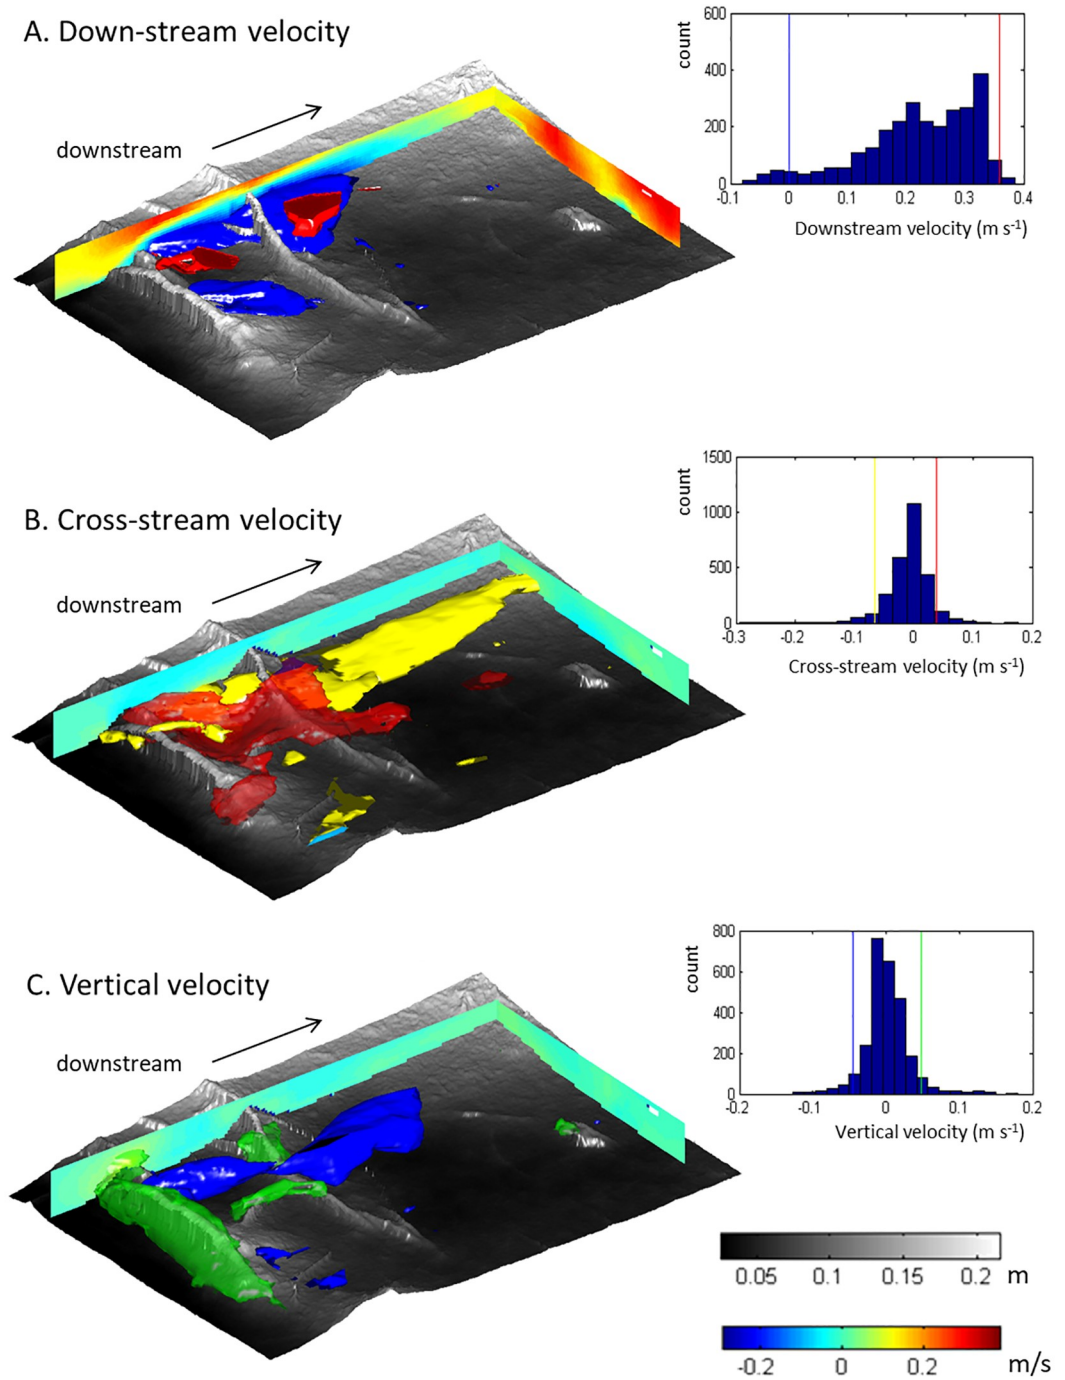 A. Down-stream velocity
downstream
600
400
200
0
count
-0.1 0 0.1 0.2 0.3 0.4
Downstream velocity (m s-1)
B. Cross-stream velocity
downstream
1500
1000
500
0
count
-0.3 -0.2 -0.1 0 0.1 0.2
Cross-stream velocity (m s-1)
C. Vertical velocity
downstream
800
600
400
200
0
count
-0.2 -0.1 0 0.1 0.2
Vertical velocity (m s-1)
0.05 0.1 0.15 0.2 m
-0.2 0 0.2 m/s